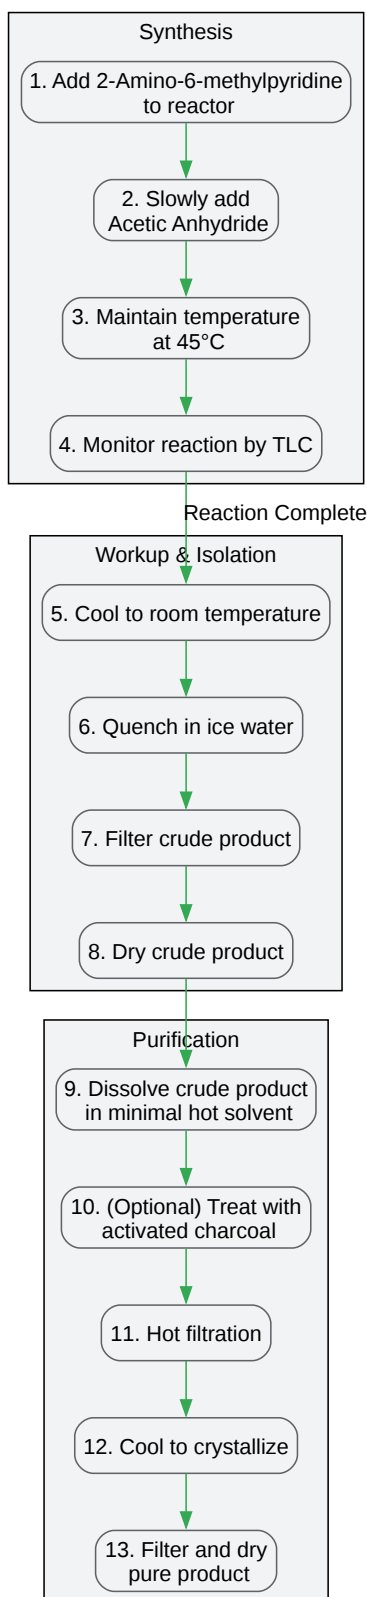 Synthesis
1. Add 2-Amino-6-methylpyridine
to reactor
2. Slowly add
Acetic Anhydride
3. Maintain temperature
at 45°C
4. Monitor reaction by TLC
Reaction Complete
Workup & Isolation
5. Cool to room temperature
6. Quench in ice water
7. Filter crude product
8. Dry crude product
Purification
9. Dissolve crude product
in minimal hot solvent
10. (Optional) Treat with
activated charcoal
11. Hot filtration
12. Cool to crystallize
13. Filter and dry
pure product